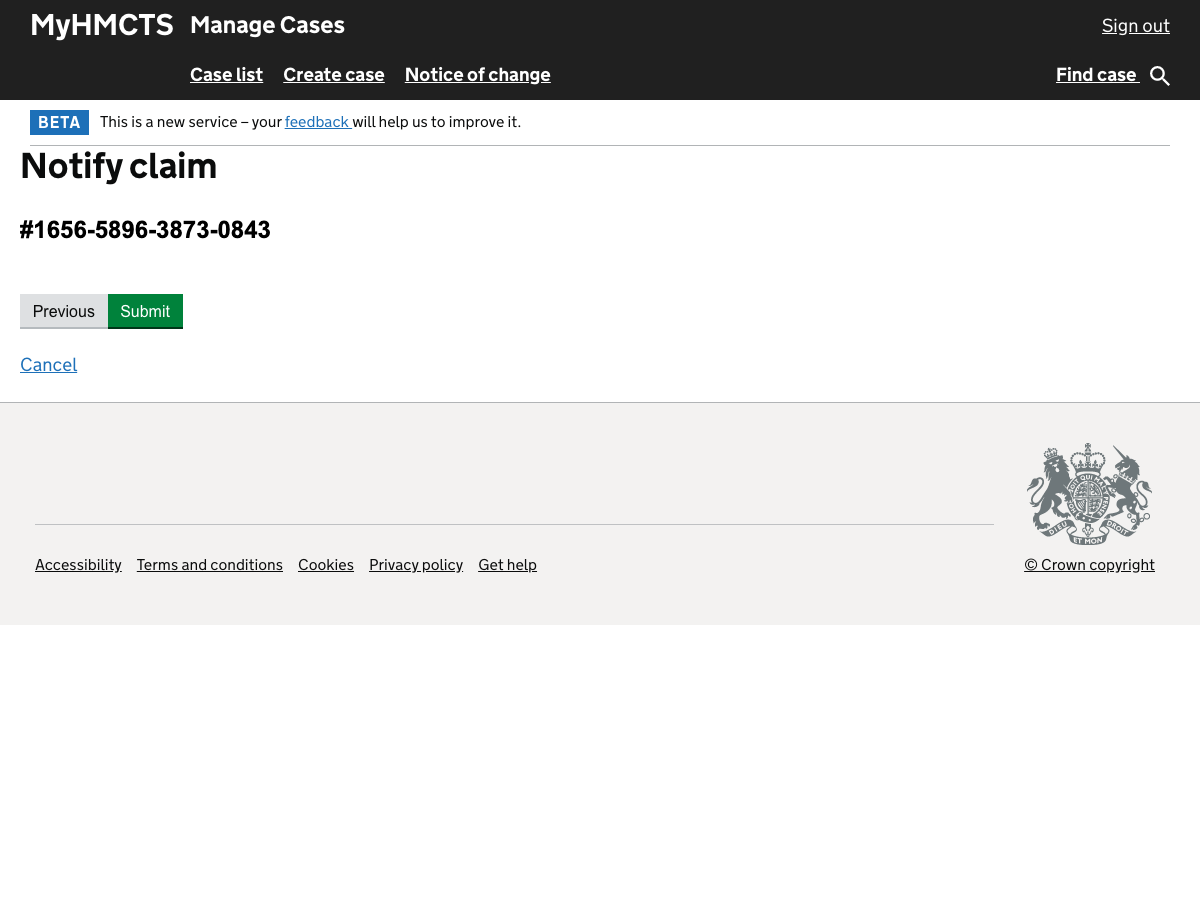 MyHMCTS Manage Cases Sign out
Case list Create case Notice of change Find case
BETA This is a new service – your feedback will help us to improve it.
Notify claim
#1656-5896-3873-0843
Previous Submit
Cancel
DIEU ET MON DROIT
Accessibility Terms and conditions Cookies Privacy policy Get help © Crown copyright